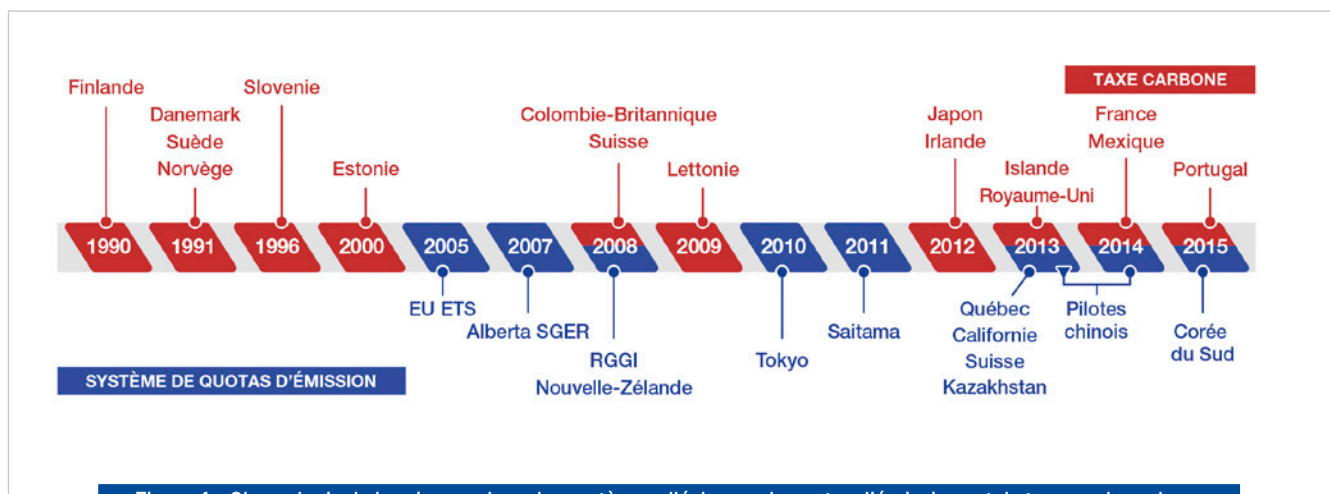 TAXE CARBONE
Finlande
Slovenie
Danemark
Suède
Norvège
Estonie
Colombie-Britannique
Suisse
Lettonie
Japon
Irlande
Islande
Royaume-Uni
France
Mexique
Portugal
1990
1991
1996
2000
2005
2007
2008
2009
2010
2011
2012
2013
2014
2015
EU ETS
Alberta SGER
RGGI
Nouvelle-Zélande
Tokyo
Saitama
Québec
Californie
Suisse
Kazakhstan
Pilotes
chinois
Corée
du Sud
SYSTÈME DE QUOTAS D'ÉMISSION